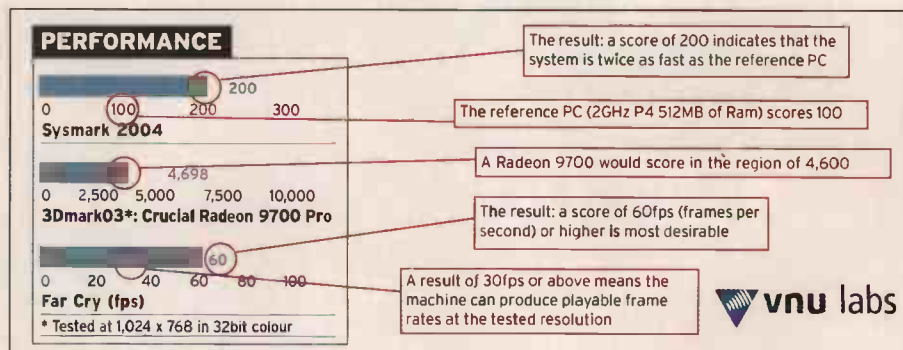 PERFORMANCE
200
0 100 200 300
Sysmark 2004
4,698
0 2,500 5,000 7,500 10,000
3Dmark03*: Crucial Radeon 9700 Pro
60
0 20 40 60 80 100
Far Cry (fps)
* Tested at 1,024 x 768 in 32bit colour
The result: a score of 200 indicates that the
system is twice as fast as the reference PC
The reference PC (2GHz P4 512MB of Ram) scores 100
A Radeon 9700 would score in the region of 4,600
The result: a score of 60fps (frames per
second) or higher is most desirable
A result of 30fps or above means the
machine can produce playable frame
rates at the tested resolution
vnu labs